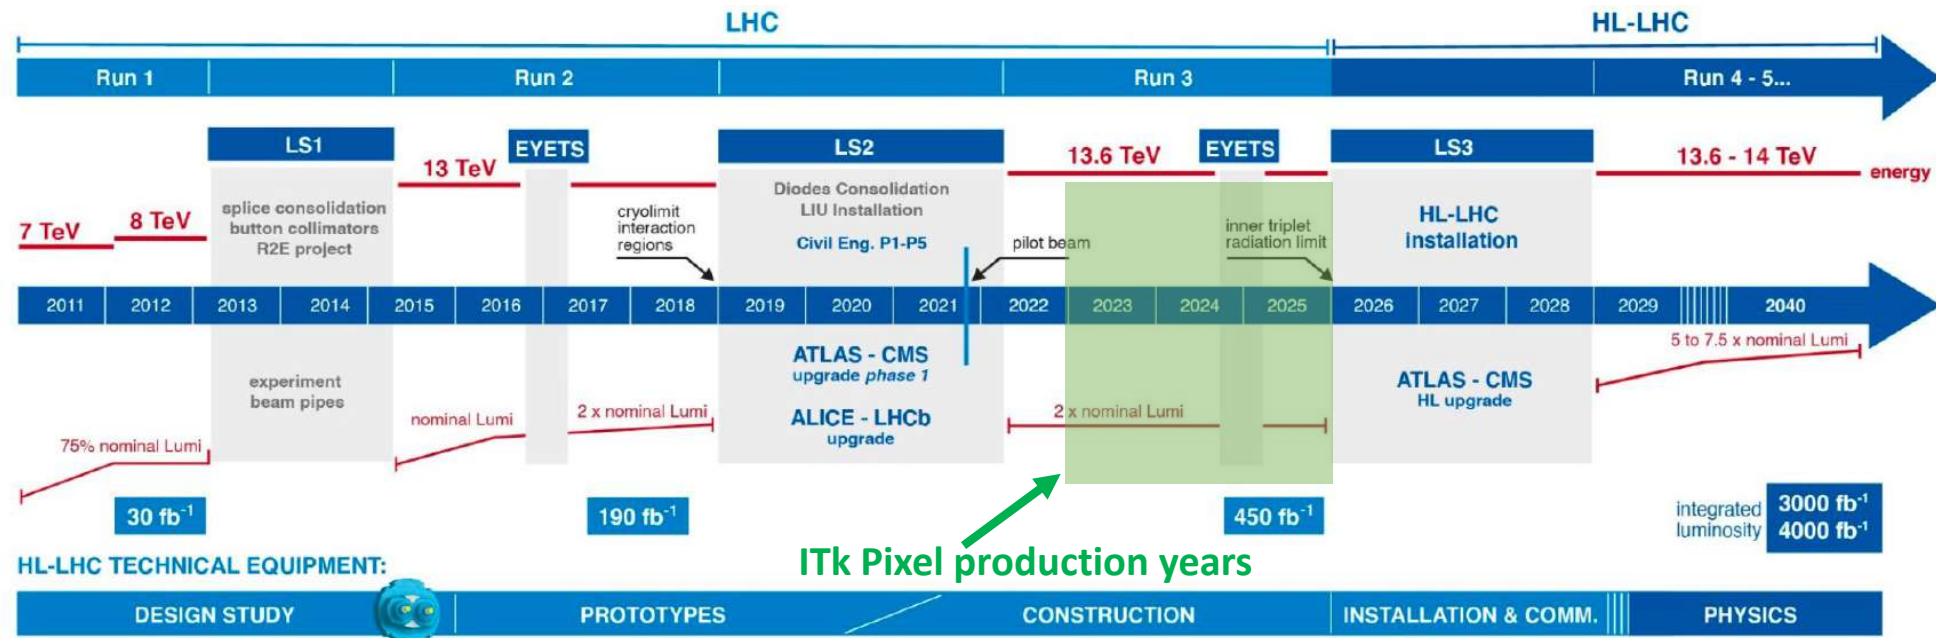 LHC
HL-LHC
Run 1
Run 2
Run 3
Run 4 - 5...
LS1
EYETS
LS2
EYETS
LS3
13 TeV
13.6 TeV
13.6 - 14 TeV
energy
7 TeV
8 TeV
splice consolidation
button collimators
R2E project
cryolimit
interaction
regions
Diodes Consolidation
LIU Installation
Civil Eng. P1-P5
pilot beam
inner triplet
radiation limit
HL-LHC
installation
2011
2012
2013
2014
2015
2016
2017
2018
2019
2020
2021
2022
2023
2024
2025
2026
2027
2028
2029
2040
experiment
beam pipes
ATLAS - CMS
upgrade phase 1
ALICE - LHCb
upgrade
ATLAS - CMS
HL upgrade
75% nominal Lumi
nominal Lumi
2 x nominal Lumi
2 x nominal Lumi
5 to 7.5 x nominal Lumi
30 fb⁻¹
190 fb⁻¹
450 fb⁻¹
integrated
luminosity
3000 fb⁻¹
4000 fb⁻¹
ITk Pixel production years
HL-LHC TECHNICAL EQUIPMENT:
DESIGN STUDY
PROTOTYPES
CONSTRUCTION
INSTALLATION & COMM.
PHYSICS